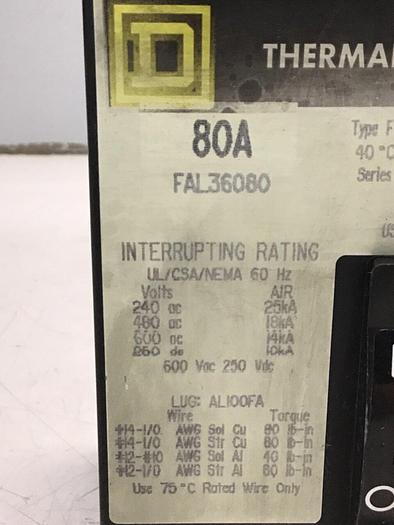 D
THERMA
80A
Type F
FAL36080
40 °C
Series
US
INTERRUPTING RATING
UL/CSA/NEMA 60 Hz
Volts AIR
240 ac 25kA
480 ac 18kA
600 ac 14kA
250 dc 10kA
600 Vac 250 Vdc
LUG: AL100FA
Wire Torque
#14-1/0 AWG Sol Cu 80 lb-in
#14-1/0 AWG Str Cu 80 lb-in
#12-#10 AWG Sol Al 40 lb-in
#12-1/0 AWG Str Al 80 lb-in
Use 75°C Rated Wire Only
O